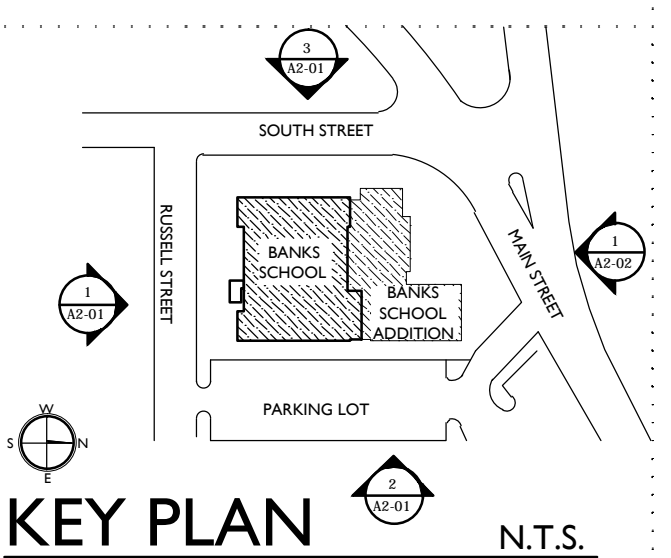 3
A2-01
SOUTH STREET
RUSSELL STREET
BANKS
SCHOOL
MAIN STREET
1
A2-02
1
A2-01
BANKS
SCHOOL
ADDITION
PARKING LOT
W
S
N
E
2
A2-01
KEY PLAN
N.T.S.